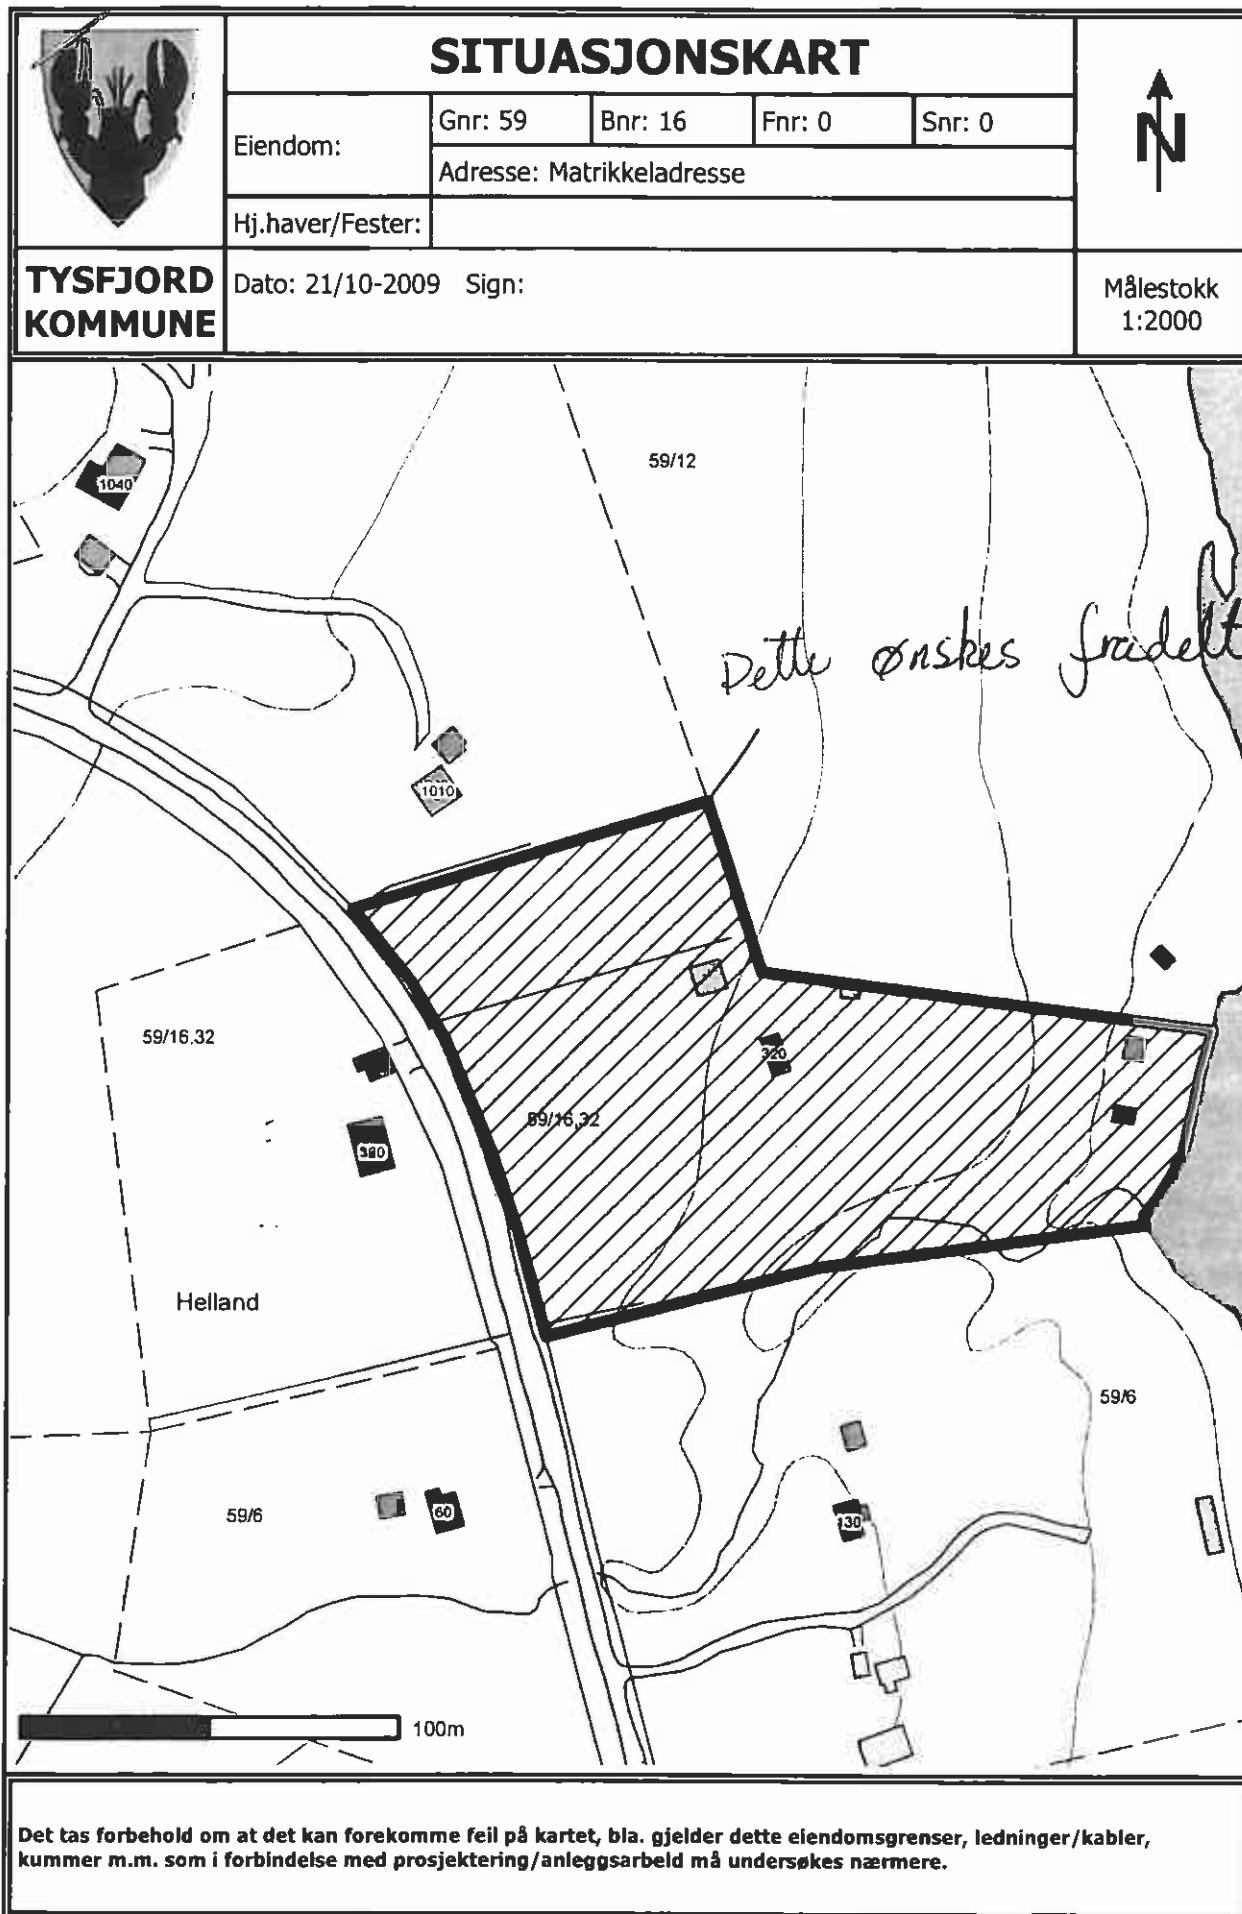 SITUASJONSKART
Eiendom:
Gnr: 59
Bnr: 16
Fnr: 0
Snr: 0
Adresse: Matrikkeladresse
Hj.haver/Fester:
N
TYSFJORD
KOMMUNE
Dato: 21/10-2009 Sign:
Målestokk
1:2000
59/12
1040
Dette ønskes fradelt
1010
59/16,32
320
59/16,32
380
Helland
59/6
59/6
60
130
100m
Det tas forbehold om at det kan forekomme feil på kartet, bla. gjelder dette eiendomsgrenser, ledninger/kabler,
kummer m.m. som i forbindelse med prosjektering/anleggsarbeid må undersøkes nærmere.